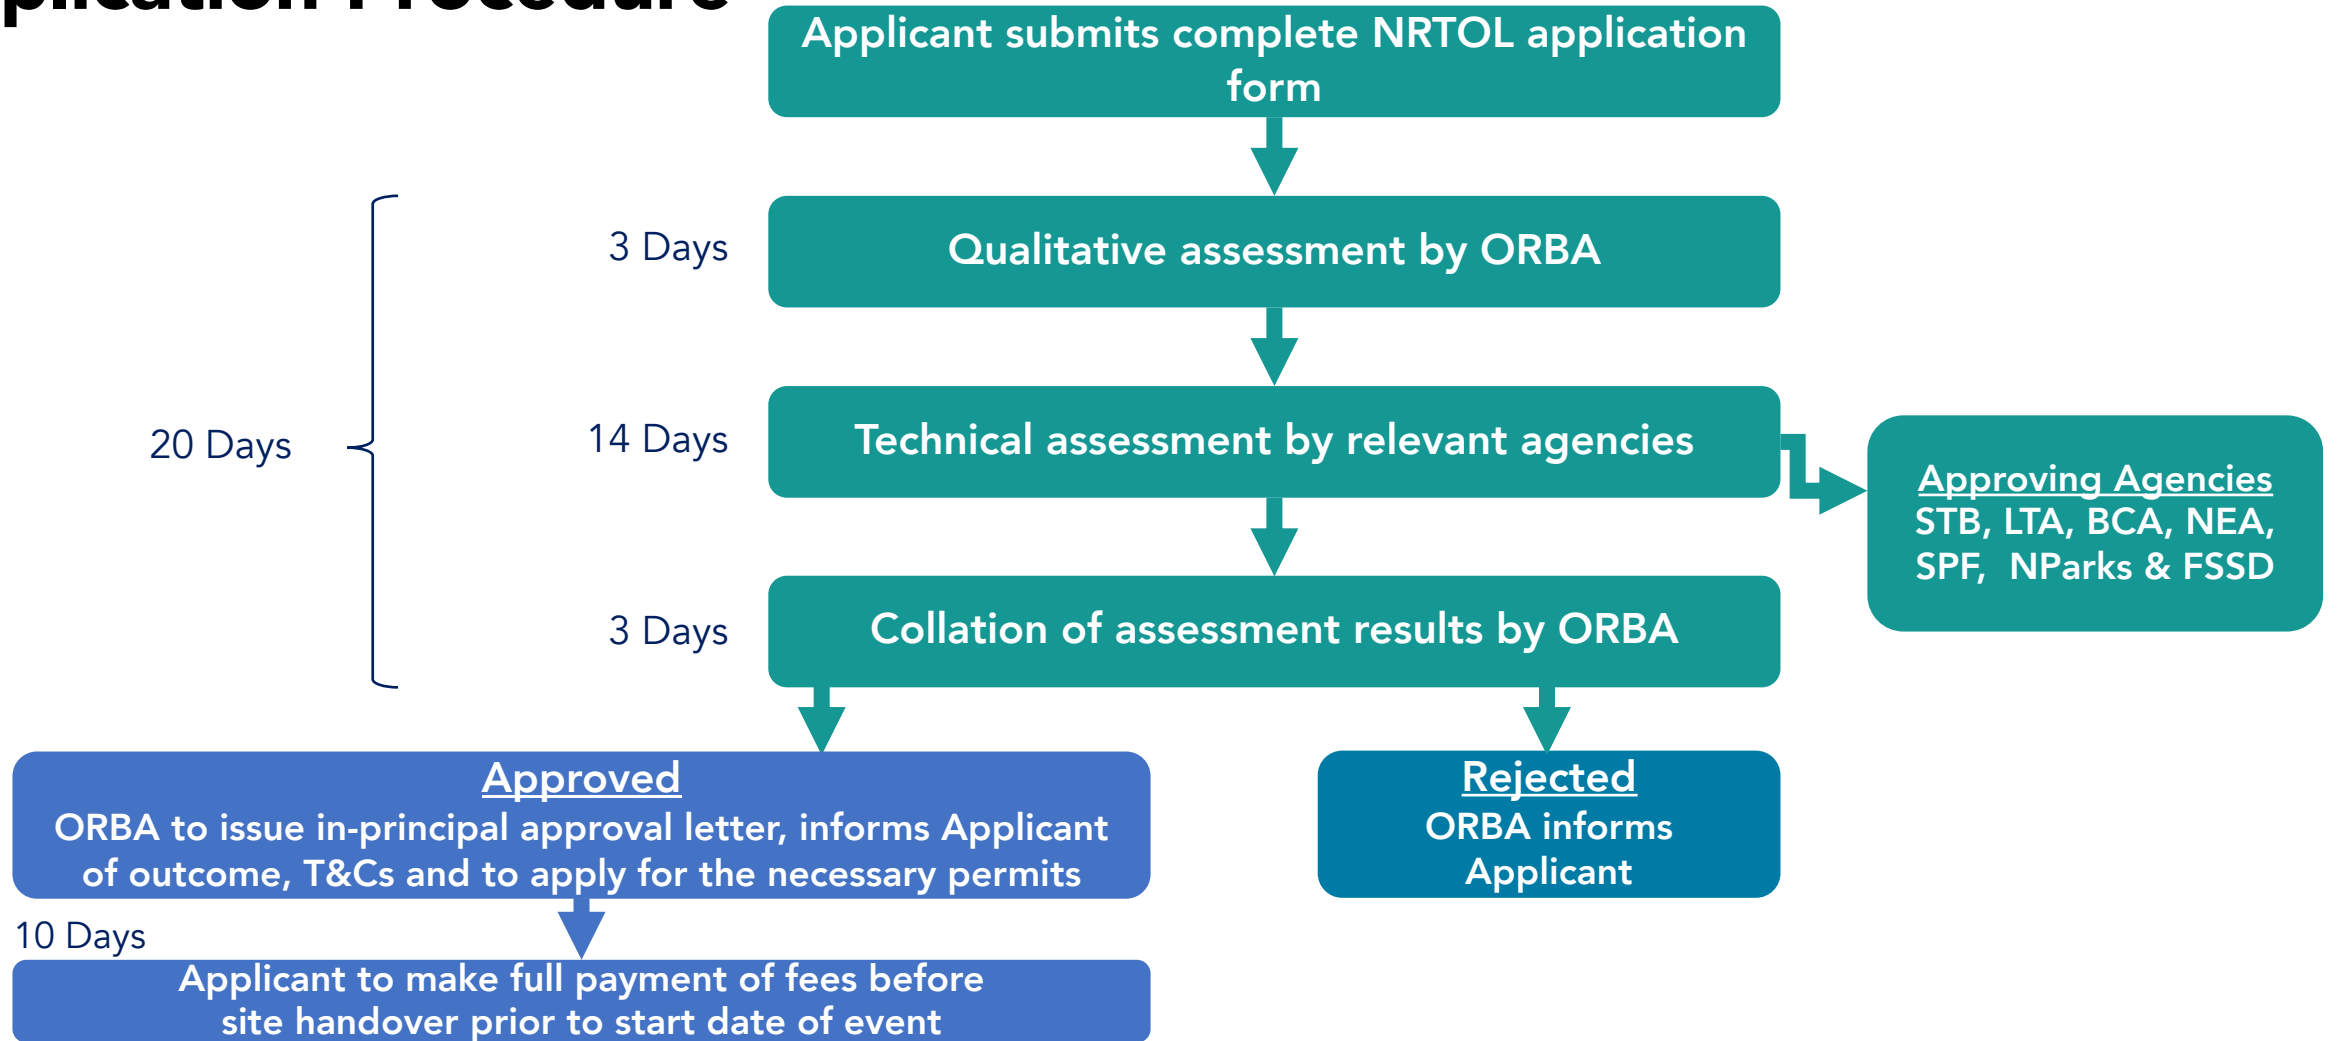 plication Procedure
Applicant submits complete NRTOL application
form
3 Days
Qualitative assessment by ORBA
20 Days
14 Days
Technical assessment by relevant agencies
Approving Agencies
STB, LTA, BCA, NEA,
SPF, NParks & FSSD
3 Days
Collation of assessment results by ORBA
Approved
ORBA to issue in-principal approval letter, informs Applicant
of outcome, T&Cs and to apply for the necessary permits
Rejected
ORBA informs
Applicant
10 Days
Applicant to make full payment of fees before
site handover prior to start date of event